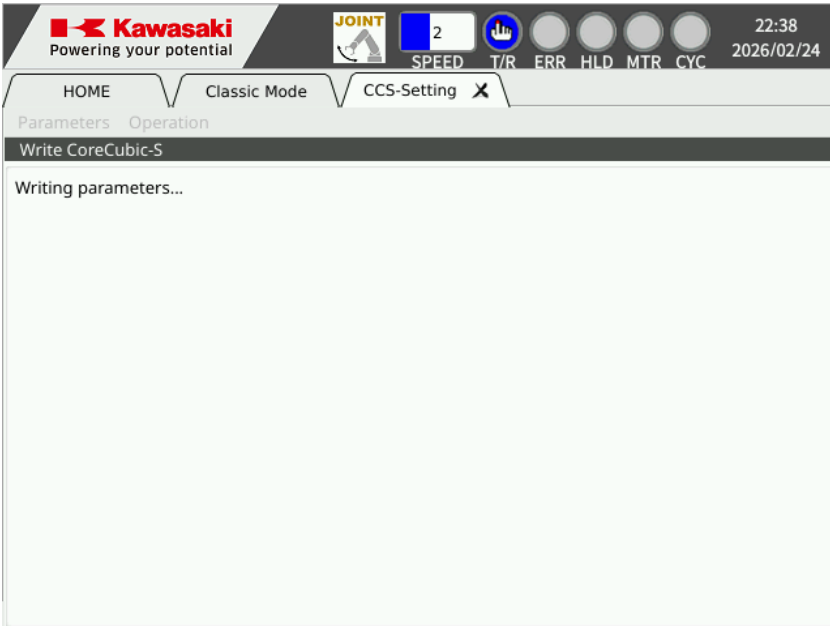 Kawasaki
Powering your potential
JOINT
2
SPEED T/R ERR HLD MTR CYC
22:38
2026/02/24
HOME Classic Mode CCS-Setting
Parameters Operation
Write CoreCubic-S
Writing parameters...